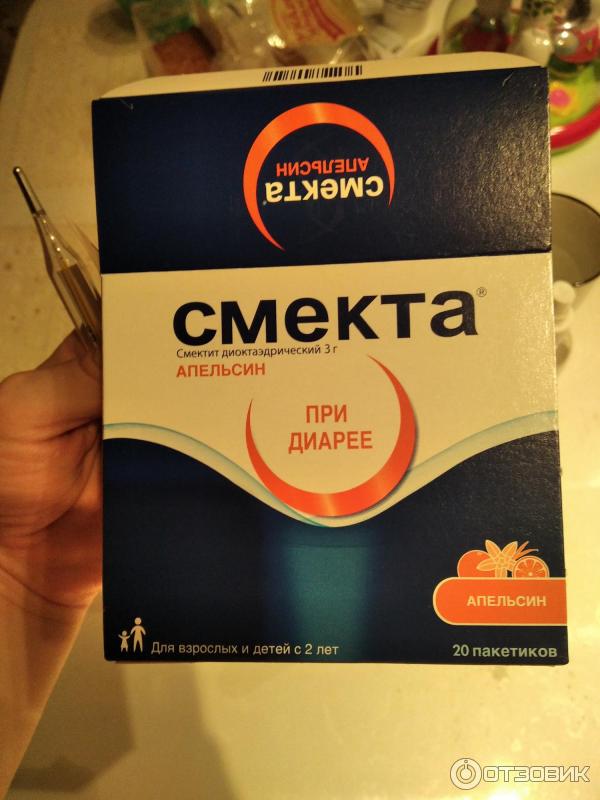 СМЕКТА
АПЕЛЬСИН
СМЕКТА®
Смектит диоктаэдрический 3 г
АПЕЛЬСИН
ПРИ
ДИАРЕЕ
АПЕЛЬСИН
Для взрослых и детей с 2 лет
20 пакетиков
ОТЗОВИК